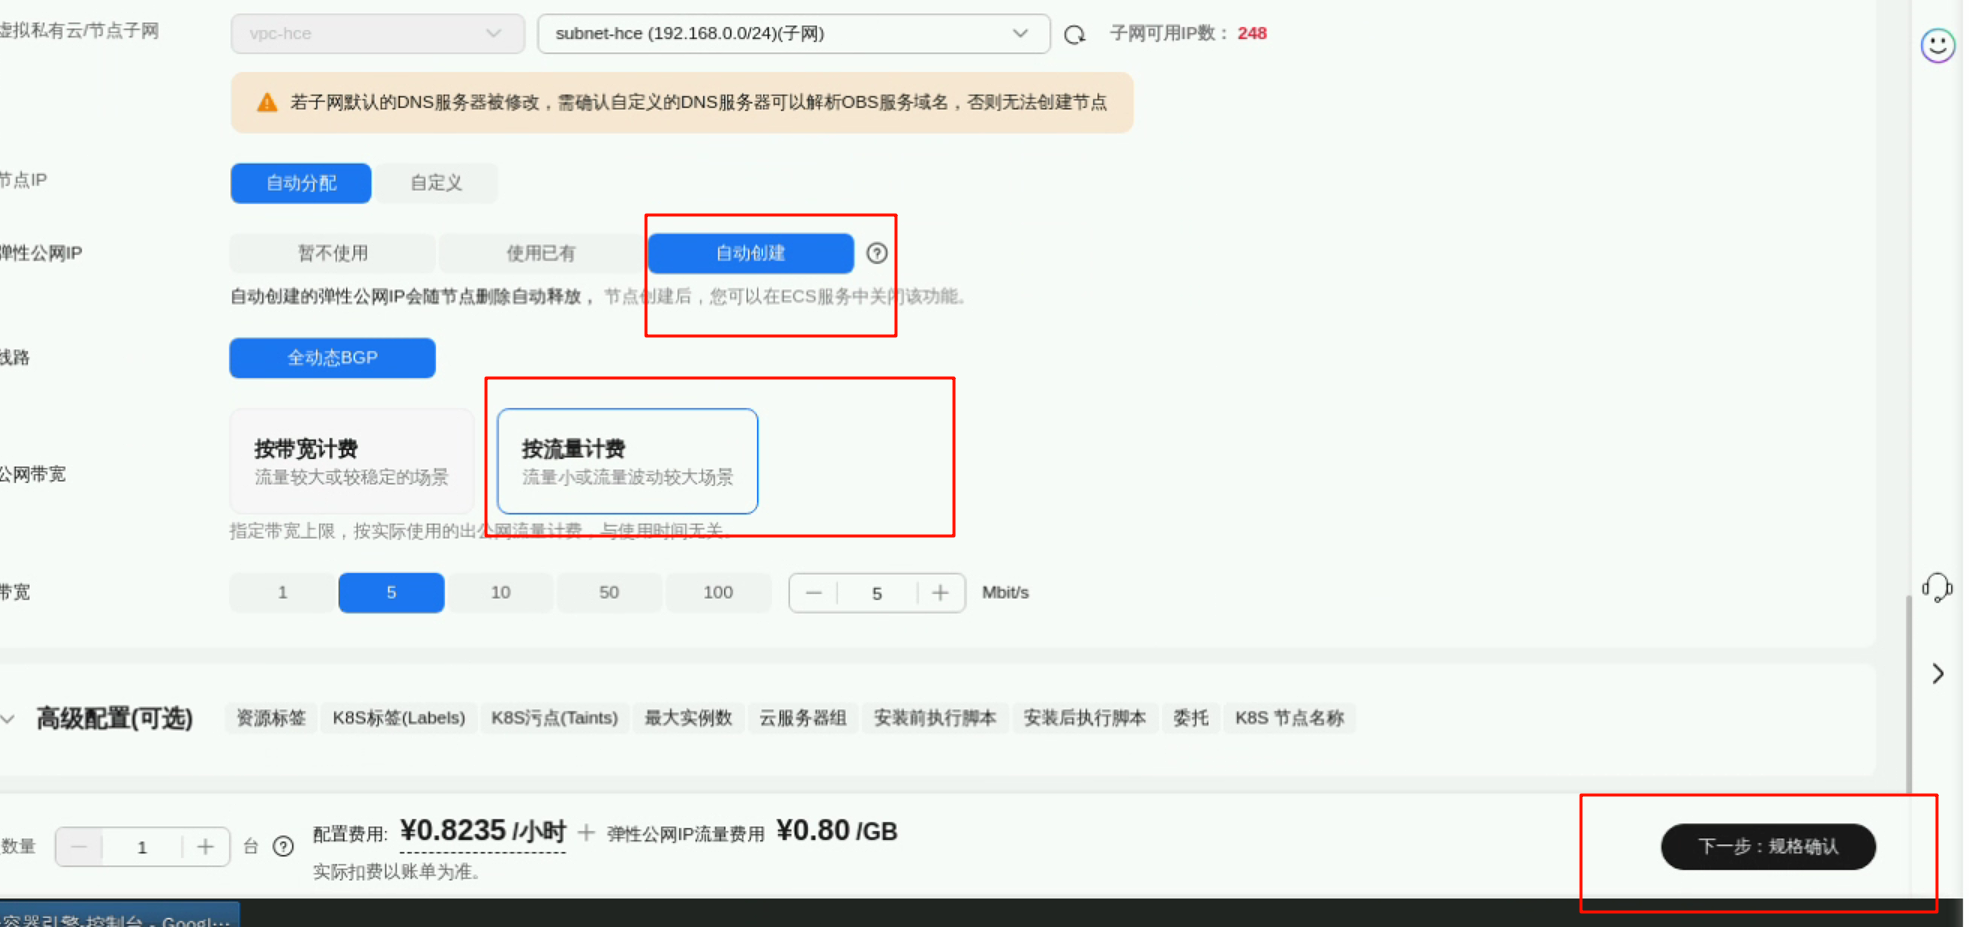 虚拟私有云/节点子网
vpc-hce
subnet-hce (192.168.0.0/24)(子网)
子网可用IP数： 248
若子网默认的DNS服务器被修改，需确认自定义的DNS服务器可以解析OBS服务域名，否则无法创建节点
节点IP
自动分配
自定义
弹性公网IP
暂不使用
使用已有
自动创建
自动创建的弹性公网IP会随节点删除自动释放， 节点创建后，您可以在ECS服务中关闭该功能。
线路
全动态BGP
公网带宽
按带宽计费
流量较大或较稳定的场景
按流量计费
流量小或流量波动较大场景
指定带宽上限，按实际使用的出公网流量计费，与使用时间无关。
带宽
1
5
10
50
100
5
Mbit/s
高级配置(可选)
资源标签
K8S标签(Labels)
K8S污点(Taints)
最大实例数
云服务器组
安装前执行脚本
安装后执行脚本
委托
K8S 节点名称
数量
1
台
配置费用: ¥0.8235 /小时 + 弹性公网IP流量费用 ¥0.80 /GB
实际扣费以账单为准。
下一步：规格确认
容器引擎-控制台 - Googl...